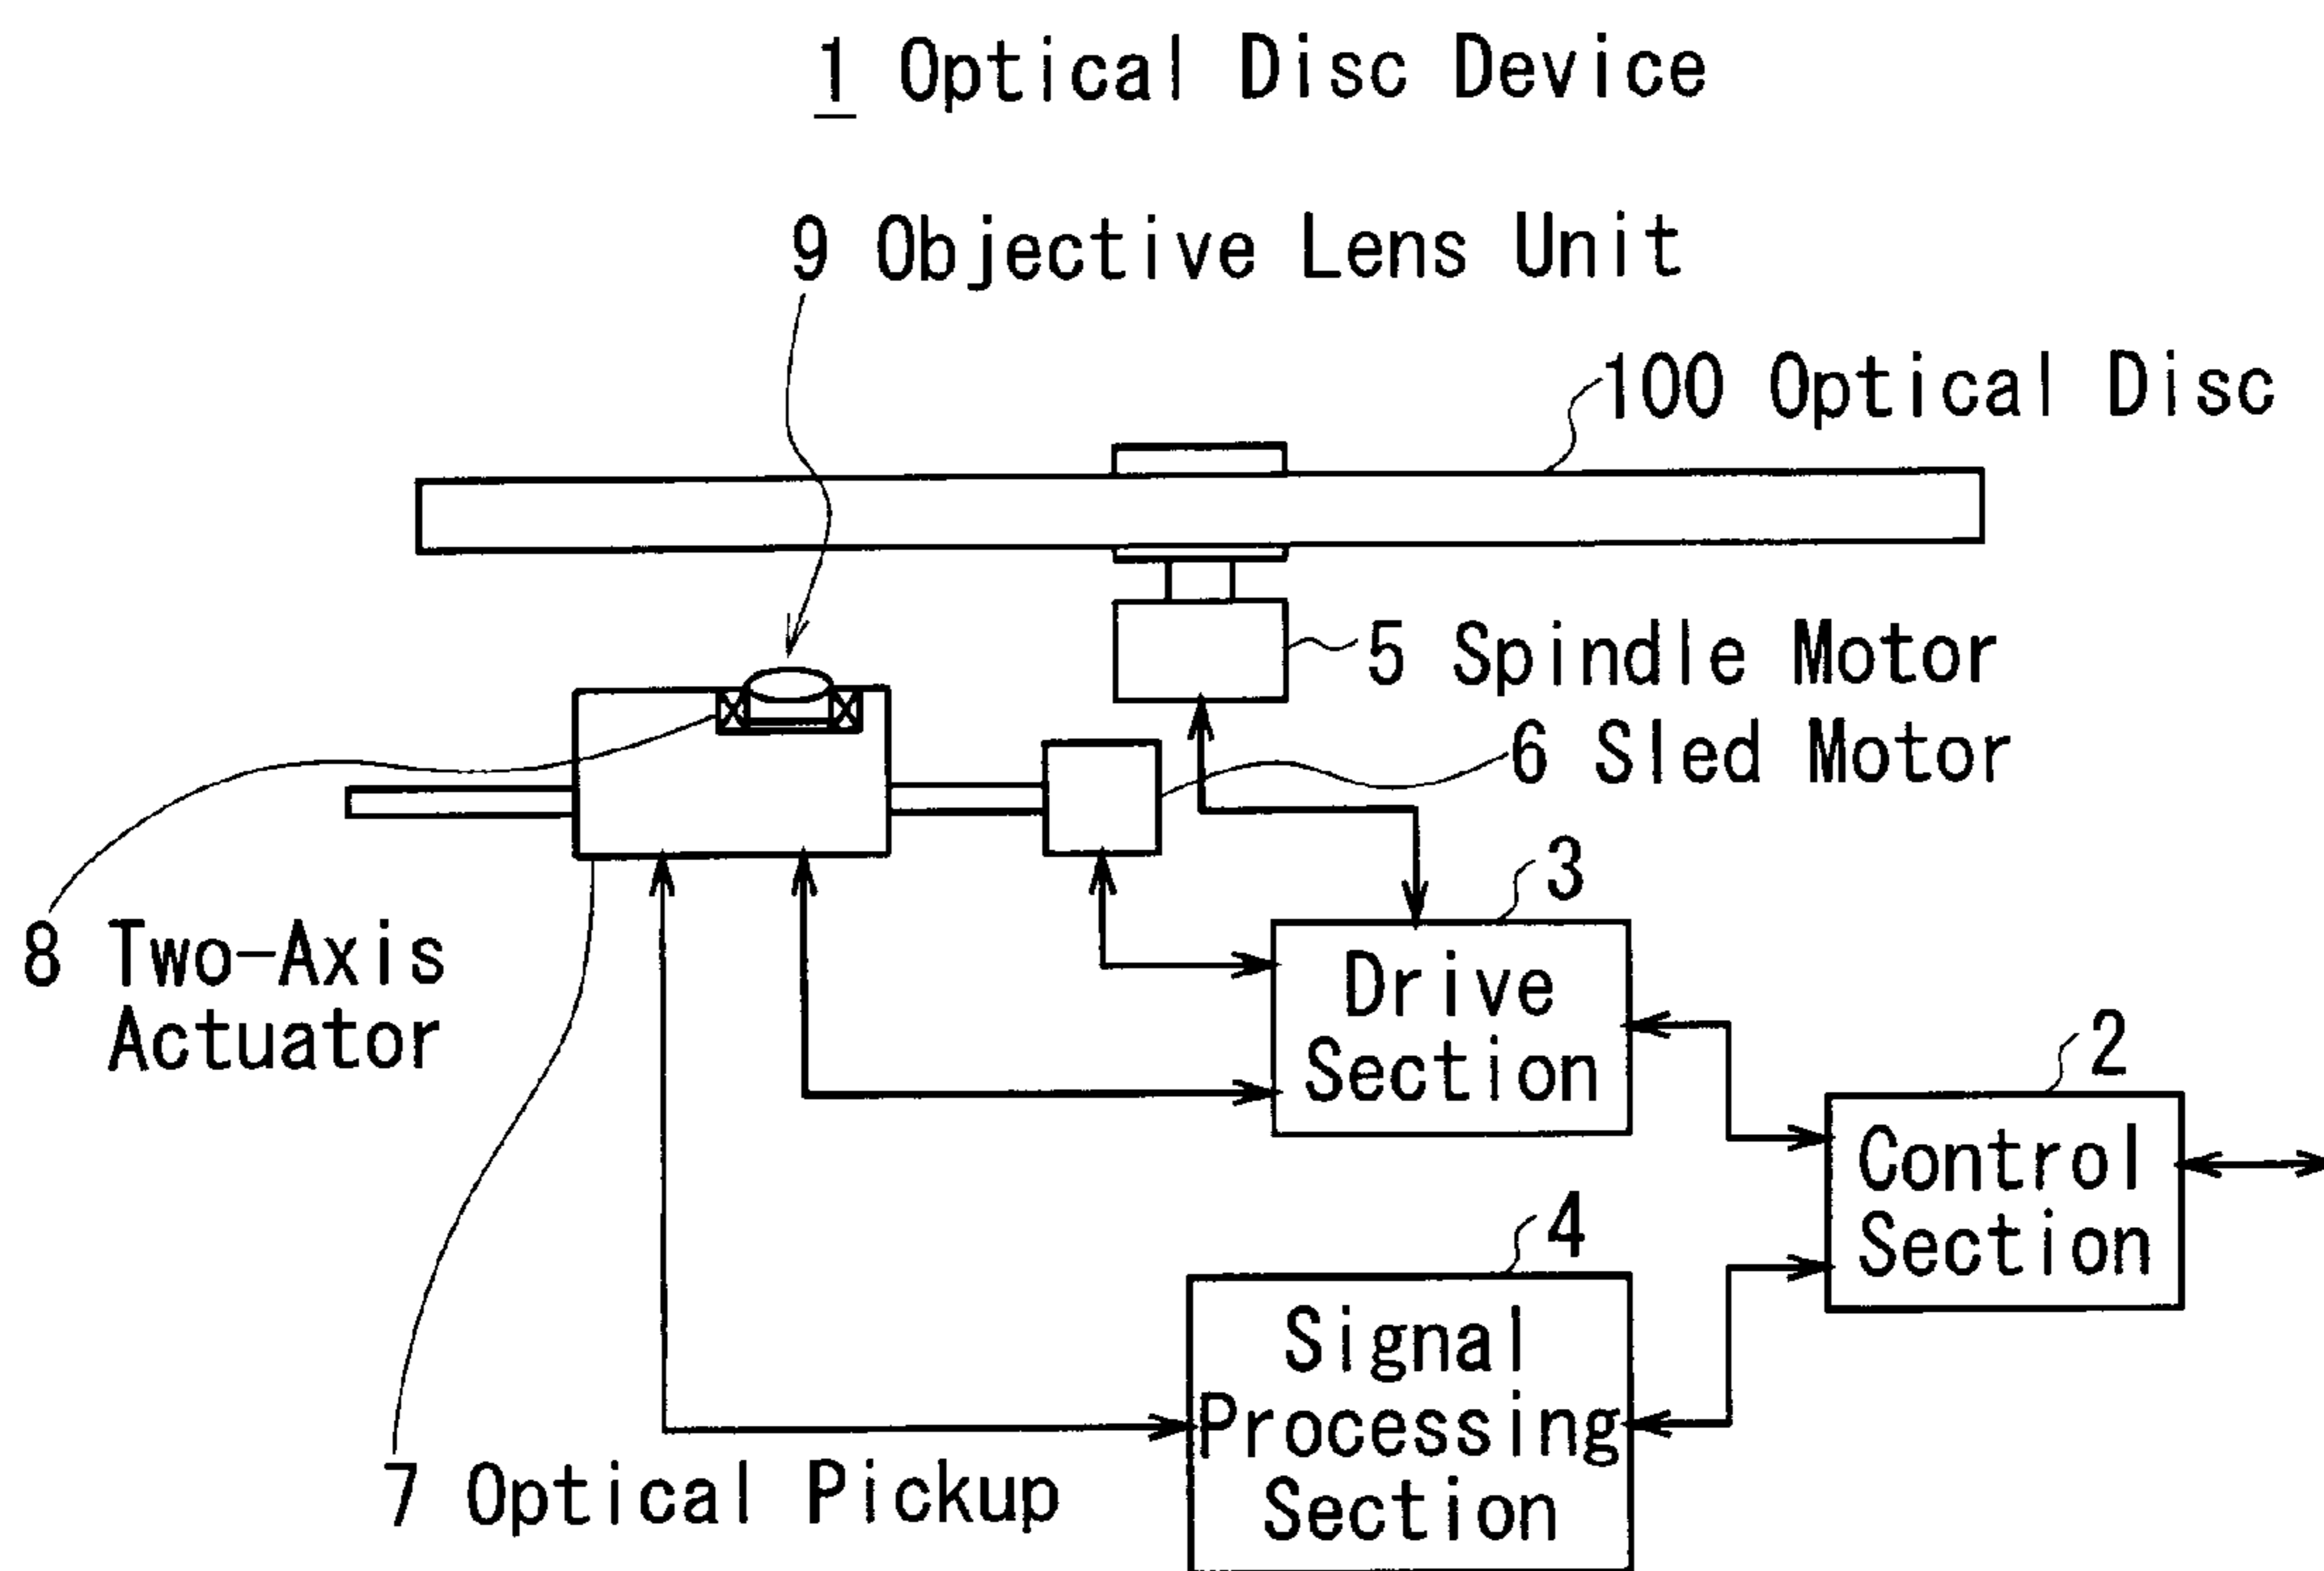 1 Optical Disc Device
9 Objective Lens Unit
100 Optical Disc
5 Spindle Motor
6 Sled Motor
3
8 Two-Axis
Actuator
Drive
Section
2
Control
Section
4
Signal
Processing
Section
7 Optical Pickup